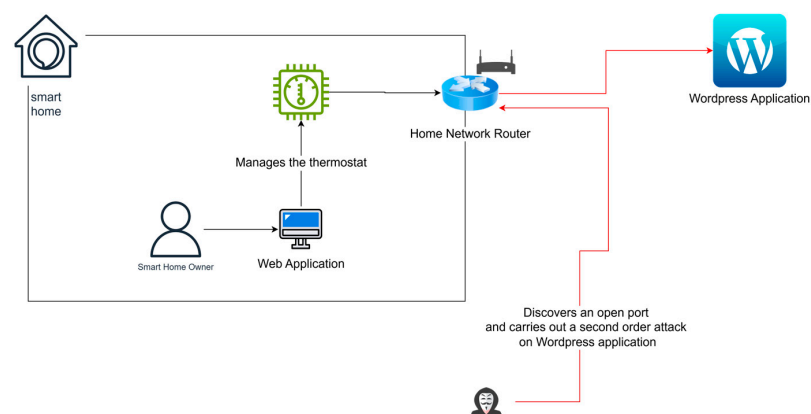 smart
home
Wordpress Application
Home Network Router
Manages the thermostat
Smart Home Owner
Web Application
Discovers an open port
and carries out a second order attack
on Wordpress application